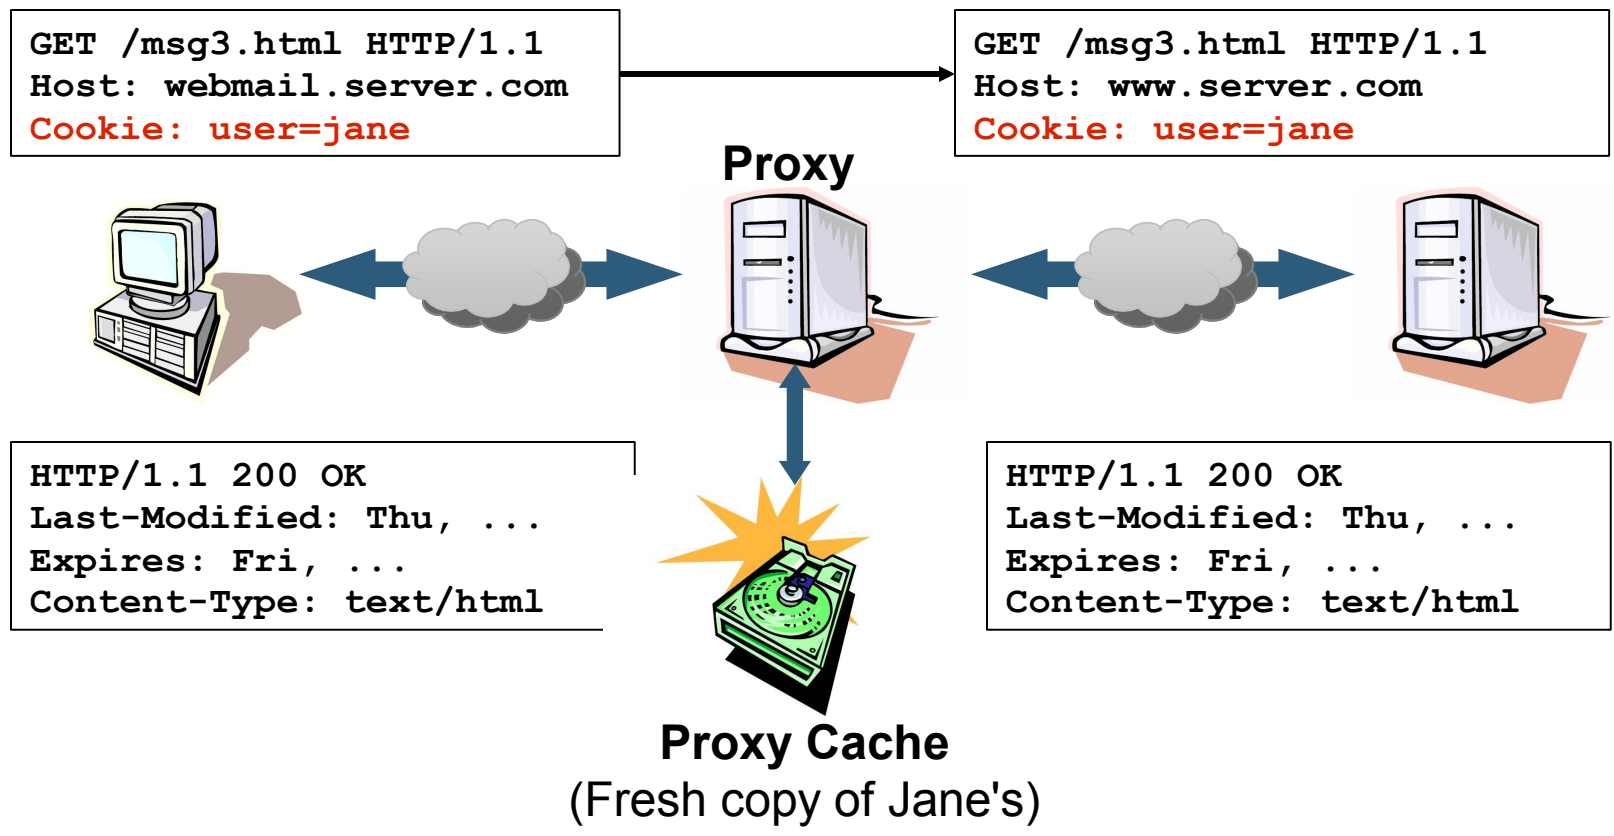 GET /msg3.html HTTP/1.1
Host: webmail.server.com
Cookie: user=jane
GET /msg3.html HTTP/1.1
Host: www.server.com
Cookie: user=jane
Proxy
HTTP/1.1 200 OK
Last-Modified: Thu, ...
Expires: Fri, ...
Content-Type: text/html
HTTP/1.1 200 OK
Last-Modified: Thu, ...
Expires: Fri, ...
Content-Type: text/html
Proxy Cache
(Fresh copy of Jane's)